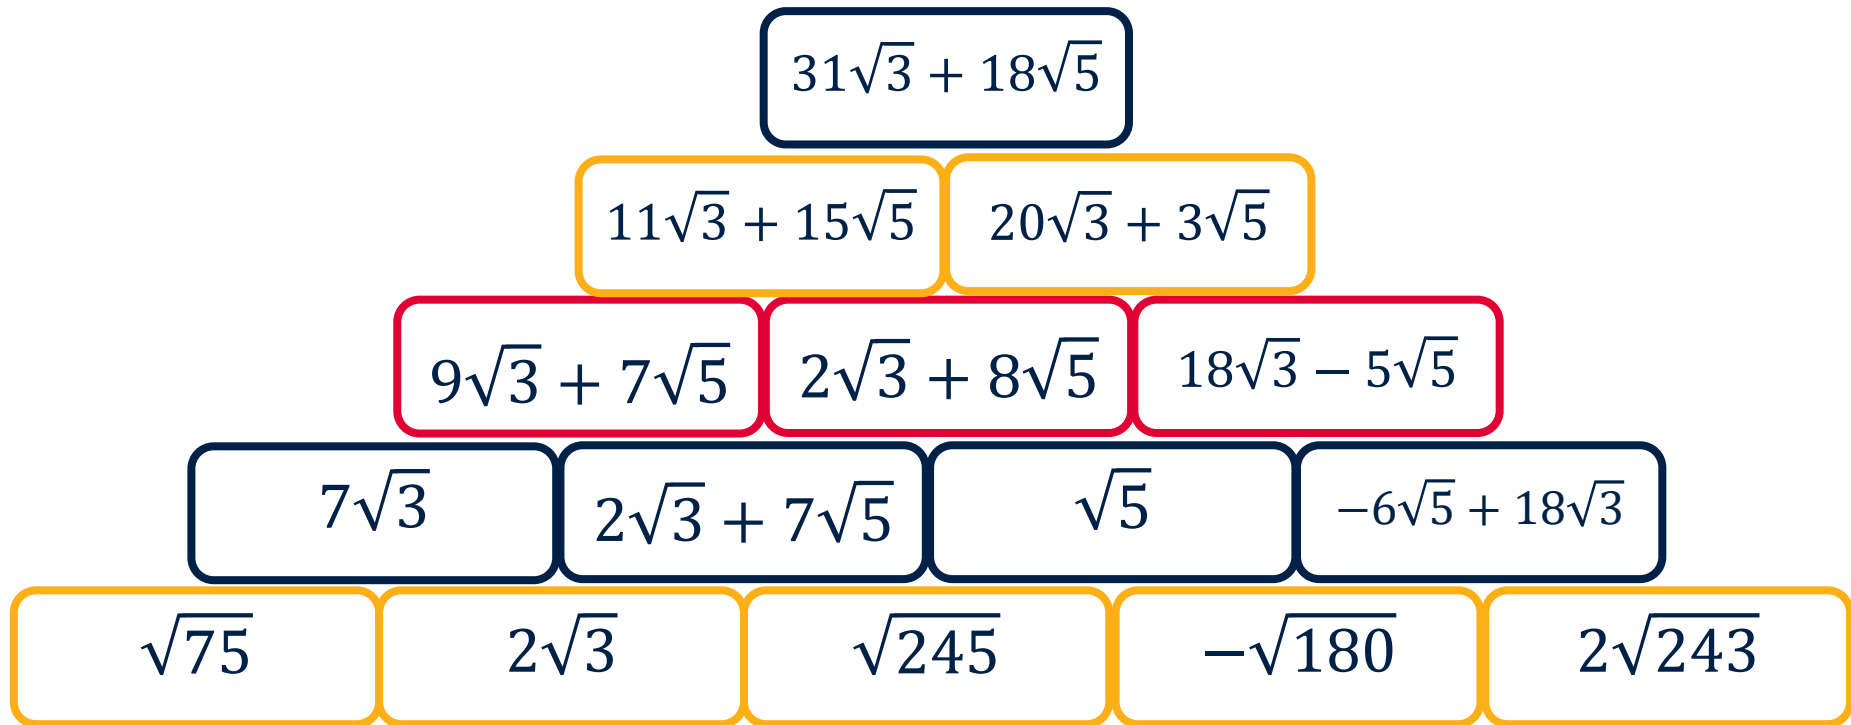 31√3 + 18√5
11√3 + 15√5 20√3 + 3√5
9√3 + 7√5 2√3 + 8√5 18√3 − 5√5
7√3 2√3 + 7√5 √5 −6√5 + 18√3
√75 2√3 √245 −√180 2√243